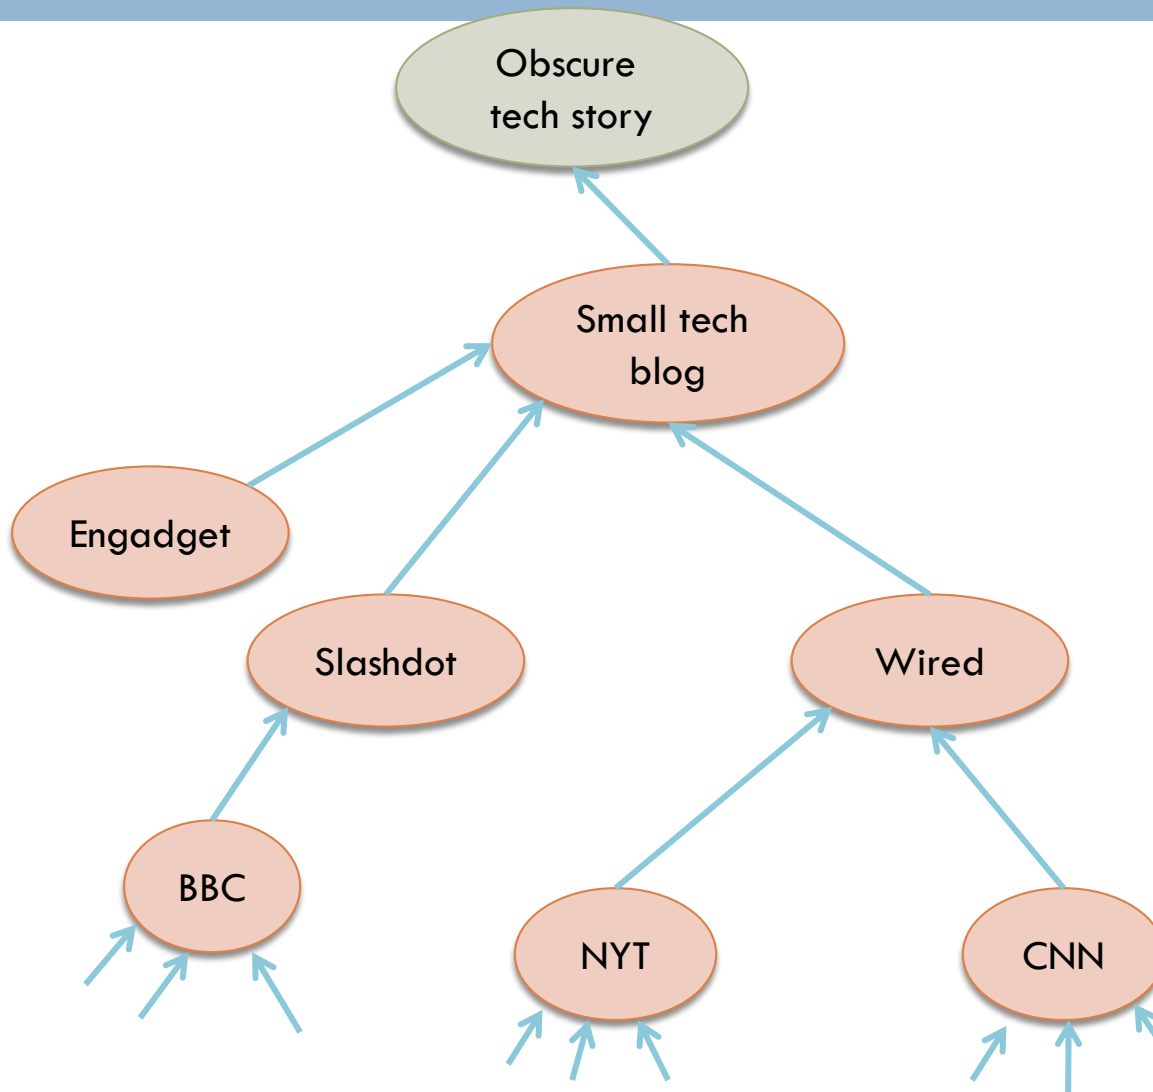 Obscure
tech story
Small tech
blog
Engadget
Slashdot
Wired
BBC
NYT
CNN